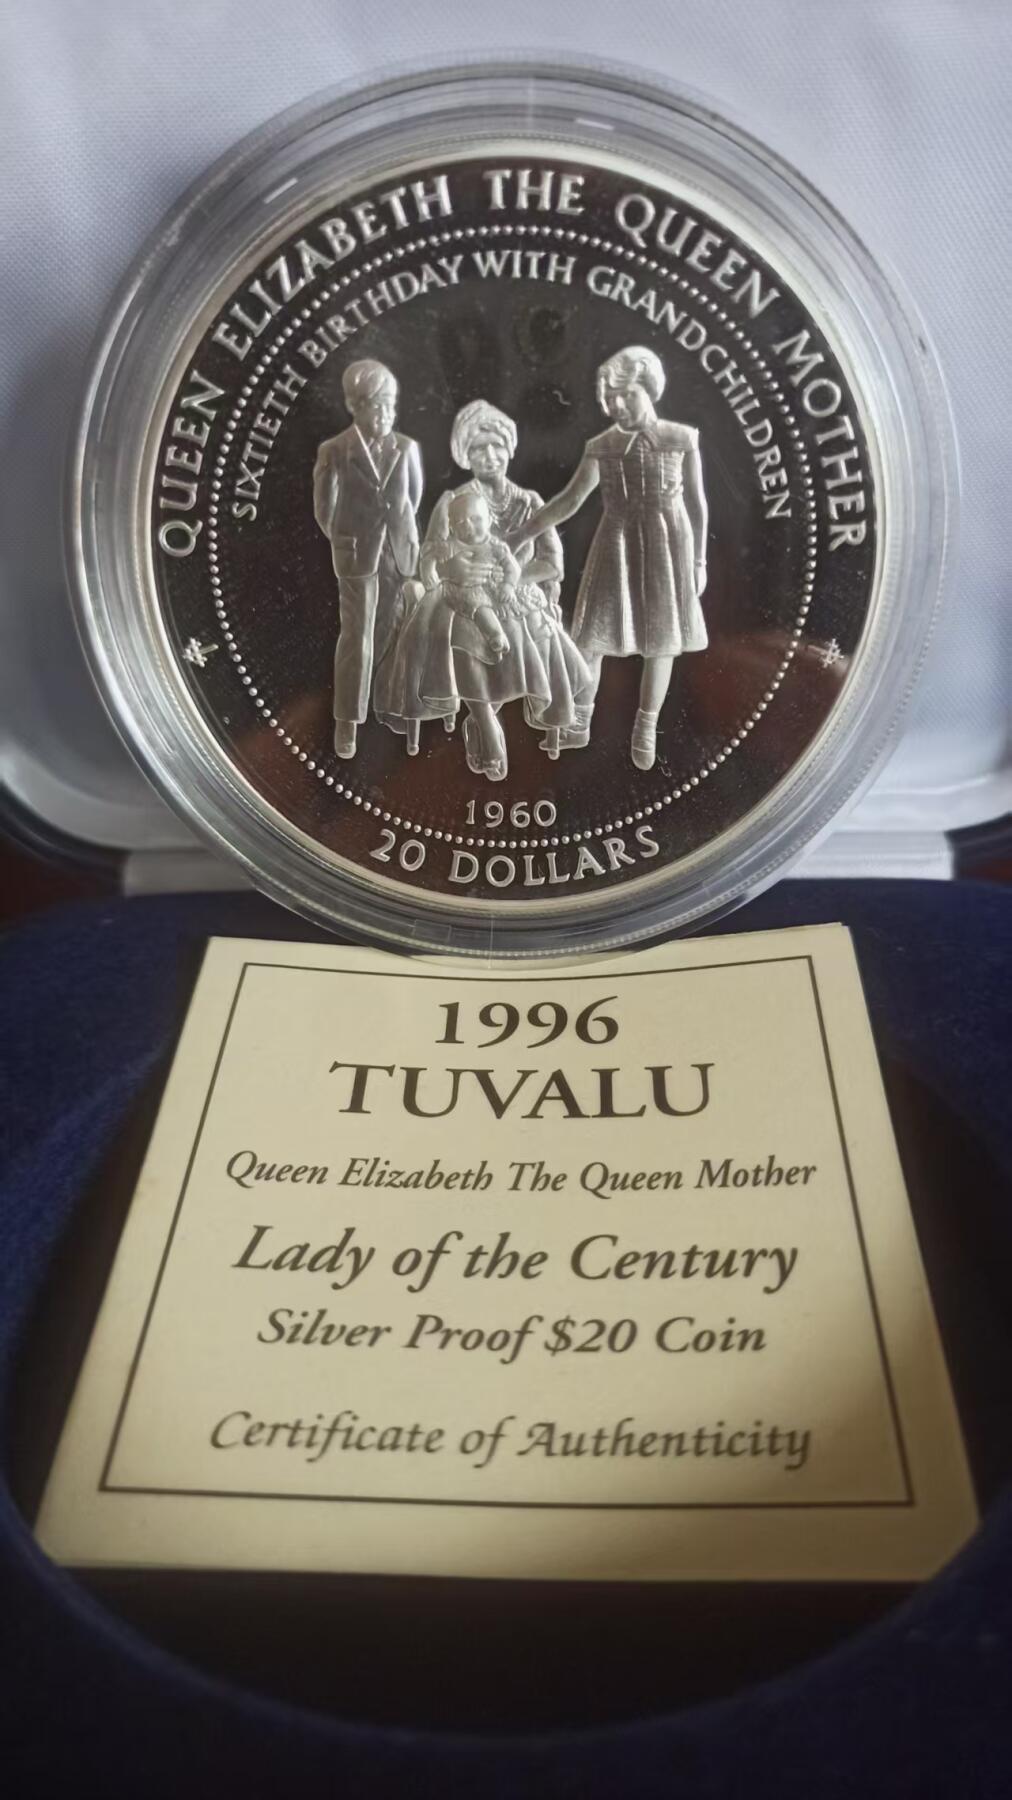 QUEEN ELIZABETH THE QUEEN MOTHER
SIXTIETH BIRTHDAY WITH GRANDCHILDREN
1960
20 DOLLARS
1996
TUVALU
Queen Elizabeth The Queen Mother
Lady of the Century
Silver Proof $20 Coin
Certificate of Authenticity